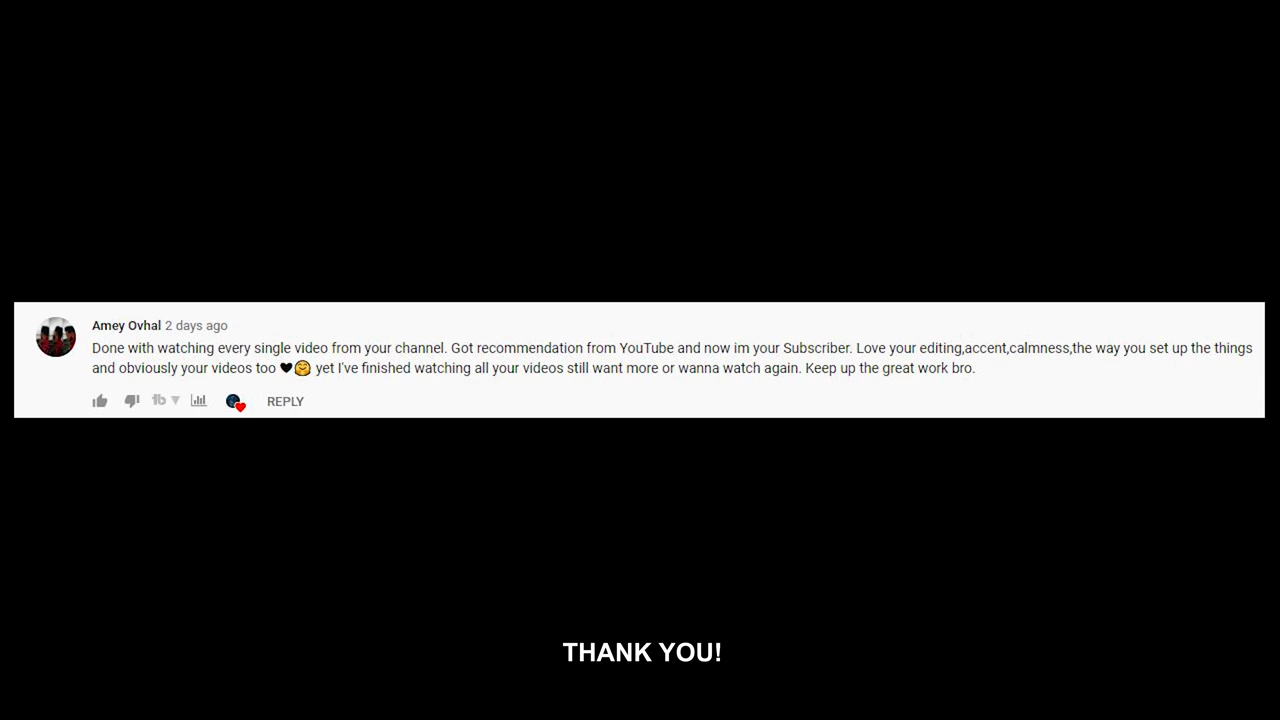 Amey Ovhal 2 days ago
Done with watching every single video from your channel. Got recommendation from YouTube and now im your Subscriber. Love your editing,accent,calmness,the way you set up the things
and obviously your videos too 🖤🤗 yet I've finished watching all your videos still want more or wanna watch again. Keep up the great work bro.
tb
REPLY
THANK YOU!